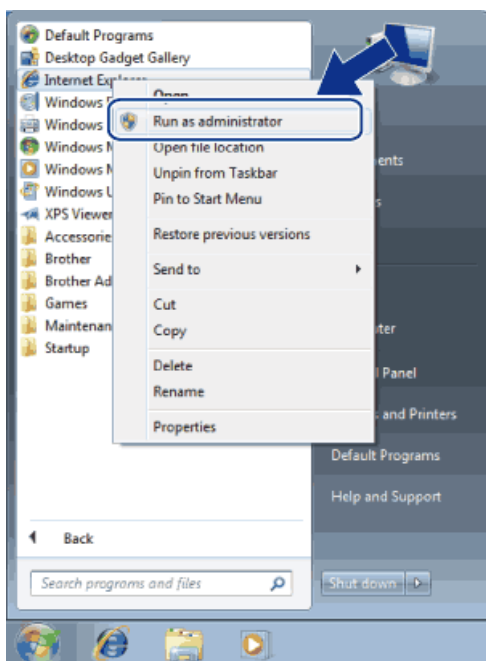 Default Programs
Desktop Gadget Gallery
Internet Explorer
Windows
Windows
Windows
Windows
Windows
XPS Viewer
Accessorie
Brother
Brother Ad
Games
Maintenan
Startup
Back
Search programs and files
Open
Run as administrator
Open file location
Unpin from Taskbar
Pin to Start Menu
Restore previous versions
Send to
Cut
Copy
Delete
Rename
Properties
ents
s
ter
l Panel
s and Printers
Default Programs
Help and Support
Shut down